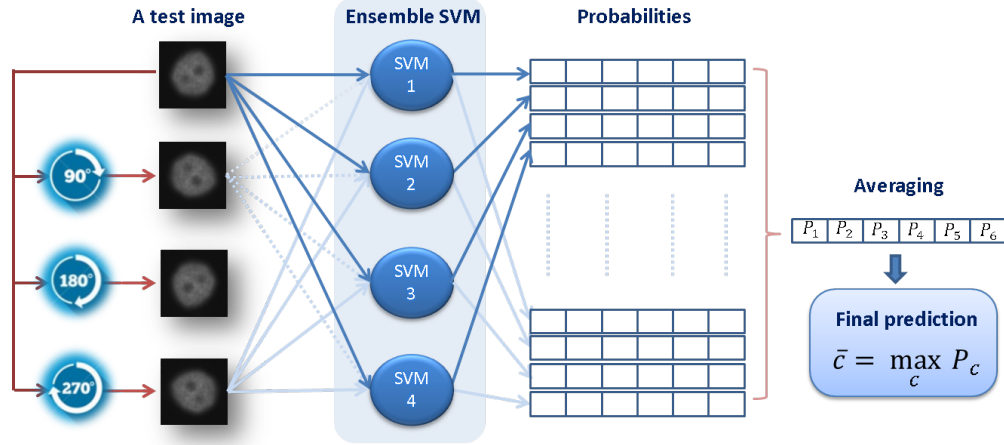 A test image
Ensemble SVM
Probabilities
SVM
1
90°
SVM
2
Averaging
P1 P2 P3 P4 P5 P6
180°
SVM
3
Final prediction
c̄ = max P_C
c
270°
SVM
4